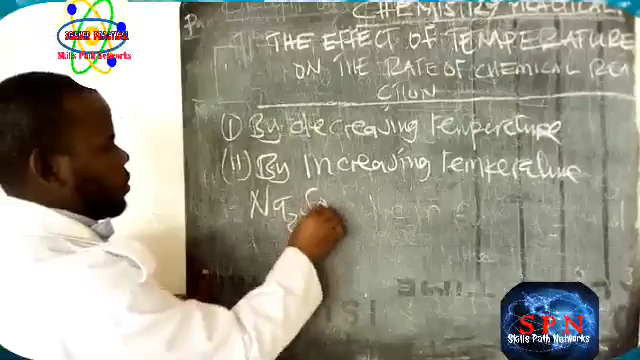 CHEMISTRY PRACTICAL
THE EFFECT OF TEMPERATURE
ON THE RATE OF CHEMICAL REA
CTION
(I) By decreasing temperature
(II) By Increasing temperature
Na2S
Skills Path Networks
SPN
Skills Path Networks